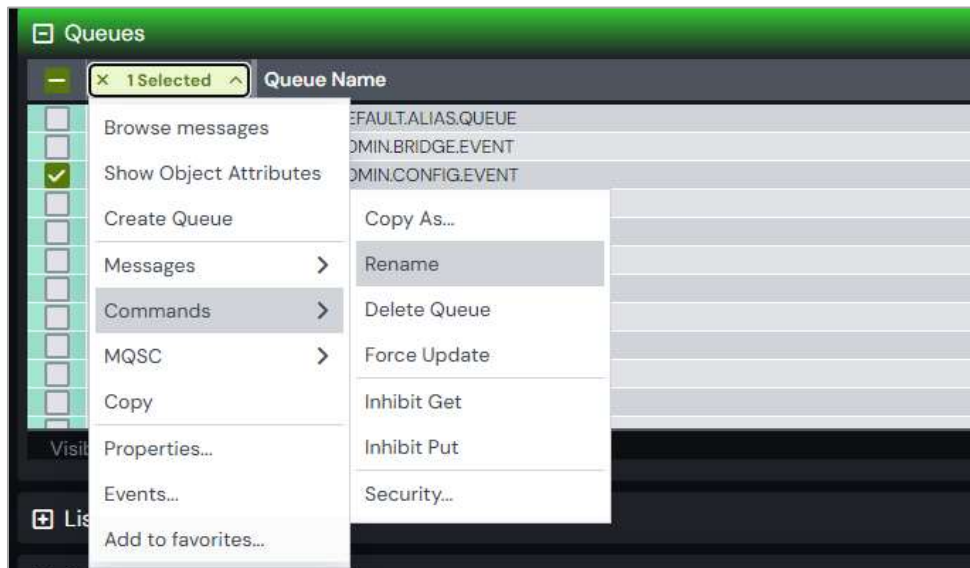 Queues
1 Selected Queue Name
EFAULT.ALIAS.QUEUE
Browse messages
DMIN.BRIDGE.EVENT
Show Object Attributes
DMIN.CONFIG.EVENT
Create Queue
Messages
Commands
MQSC
Copy
Properties...
Events...
Add to favorites...
Copy As...
Rename
Delete Queue
Force Update
Inhibit Get
Inhibit Put
Security...
Visib
Lis